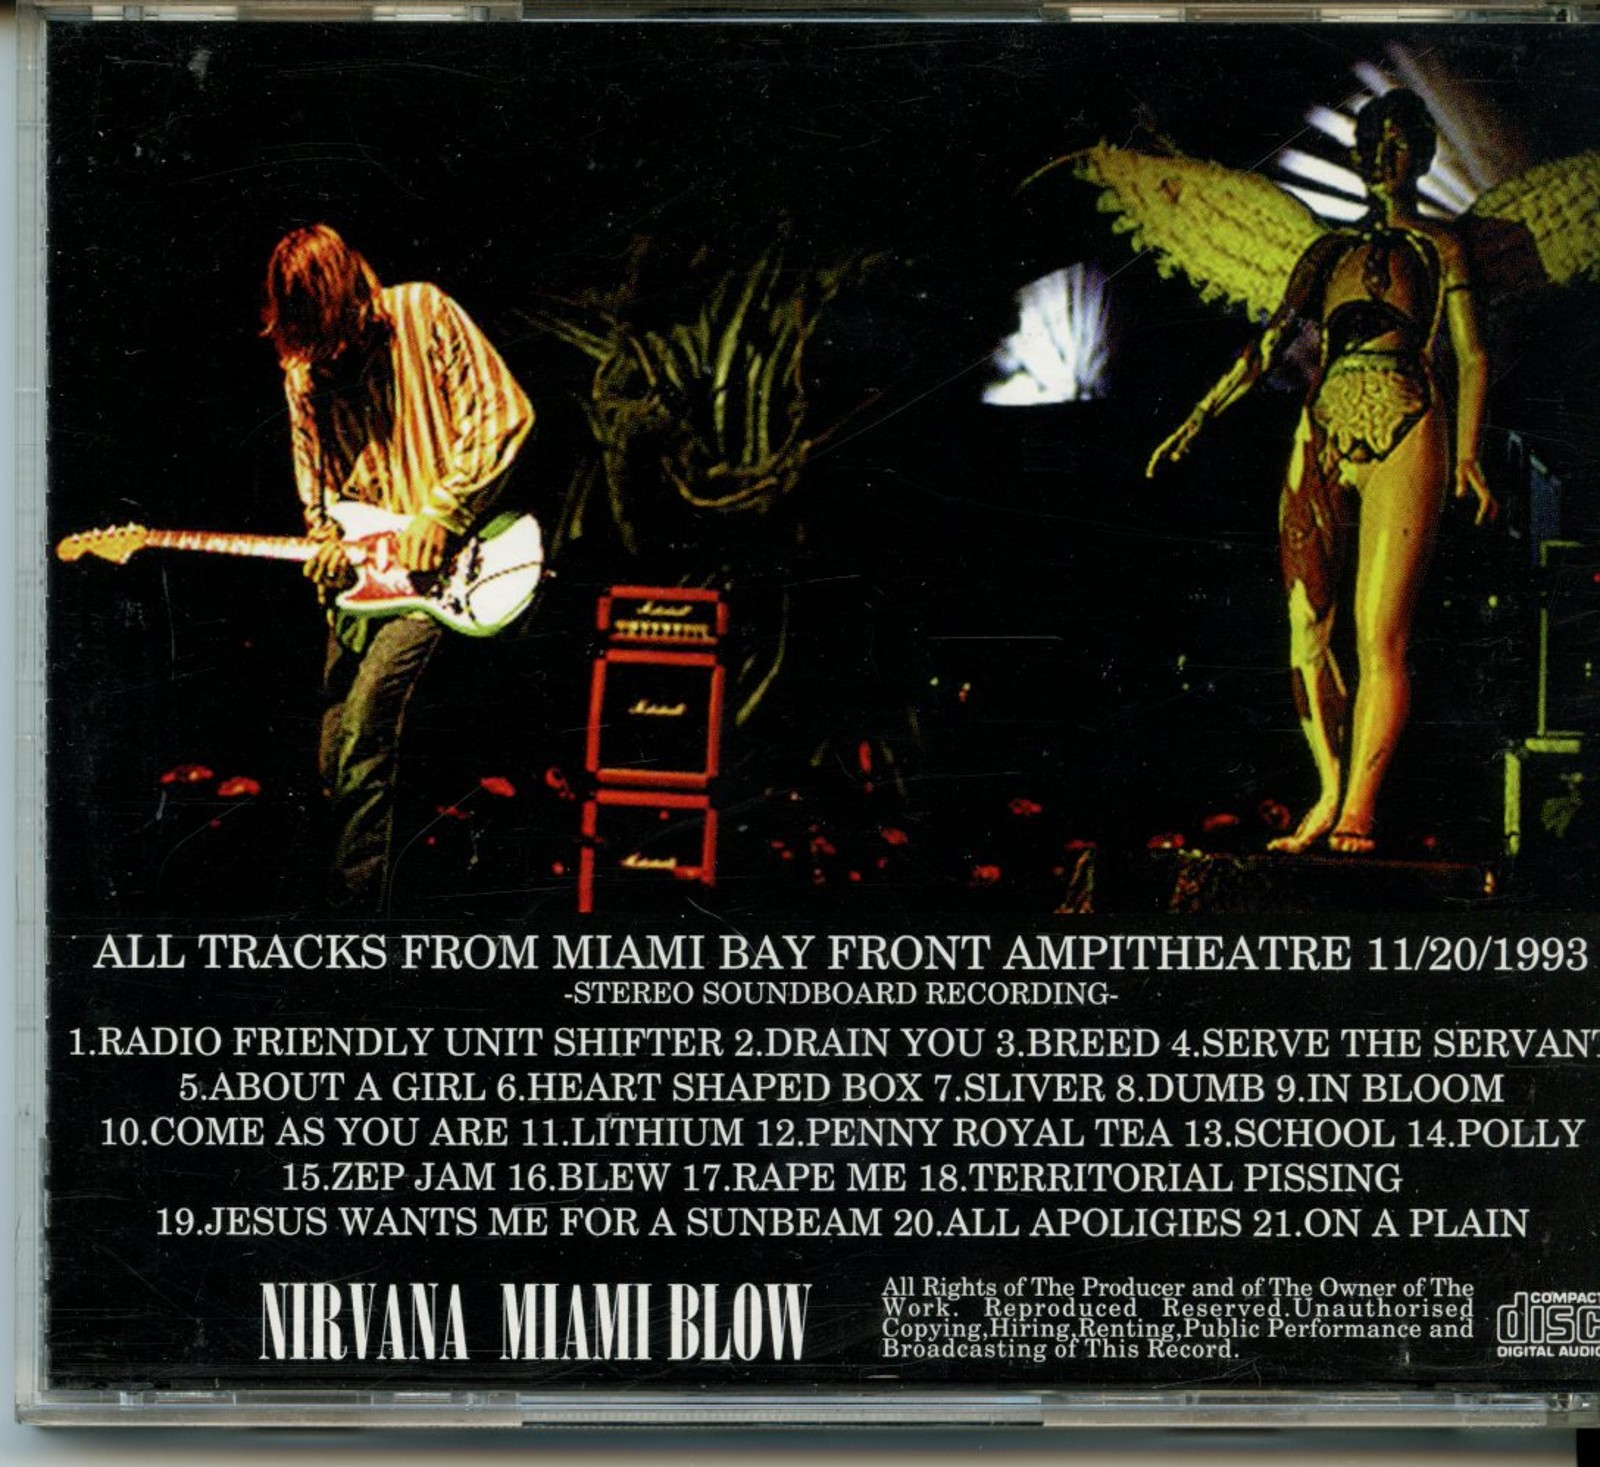 Marshall
Marshall
Marshall
ALL TRACKS FROM MIAMI BAY FRONT AMPITHEATRE 11/20/1993
-STEREO SOUNDBOARD RECORDING-
1.RADIO FRIENDLY UNIT SHIFTER 2.DRAIN YOU 3.BREED 4.SERVE THE SERVANT
5.ABOUT A GIRL 6.HEART SHAPED BOX 7.SLIVER 8.DUMB 9.IN BLOOM
10.COME AS YOU ARE 11.LITHIUM 12.PENNY ROYAL TEA 13.SCHOOL 14.POLLY
15.ZEP JAM 16.BLEW 17.RAPE ME 18.TERRITORIAL PISSING
19.JESUS WANTS ME FOR A SUNBEAM 20.ALL APOLIGIES 21.ON A PLAIN
NIRVANA MIAMI BLOW
All Rights of The Producer and of The Owner of The
Work. Reproduced Reserved.Unauthorised
Copying,Hiring,Renting,Public Performance and
Broadcasting of This Record.
COMPACT
disc
DIGITAL AUDIO